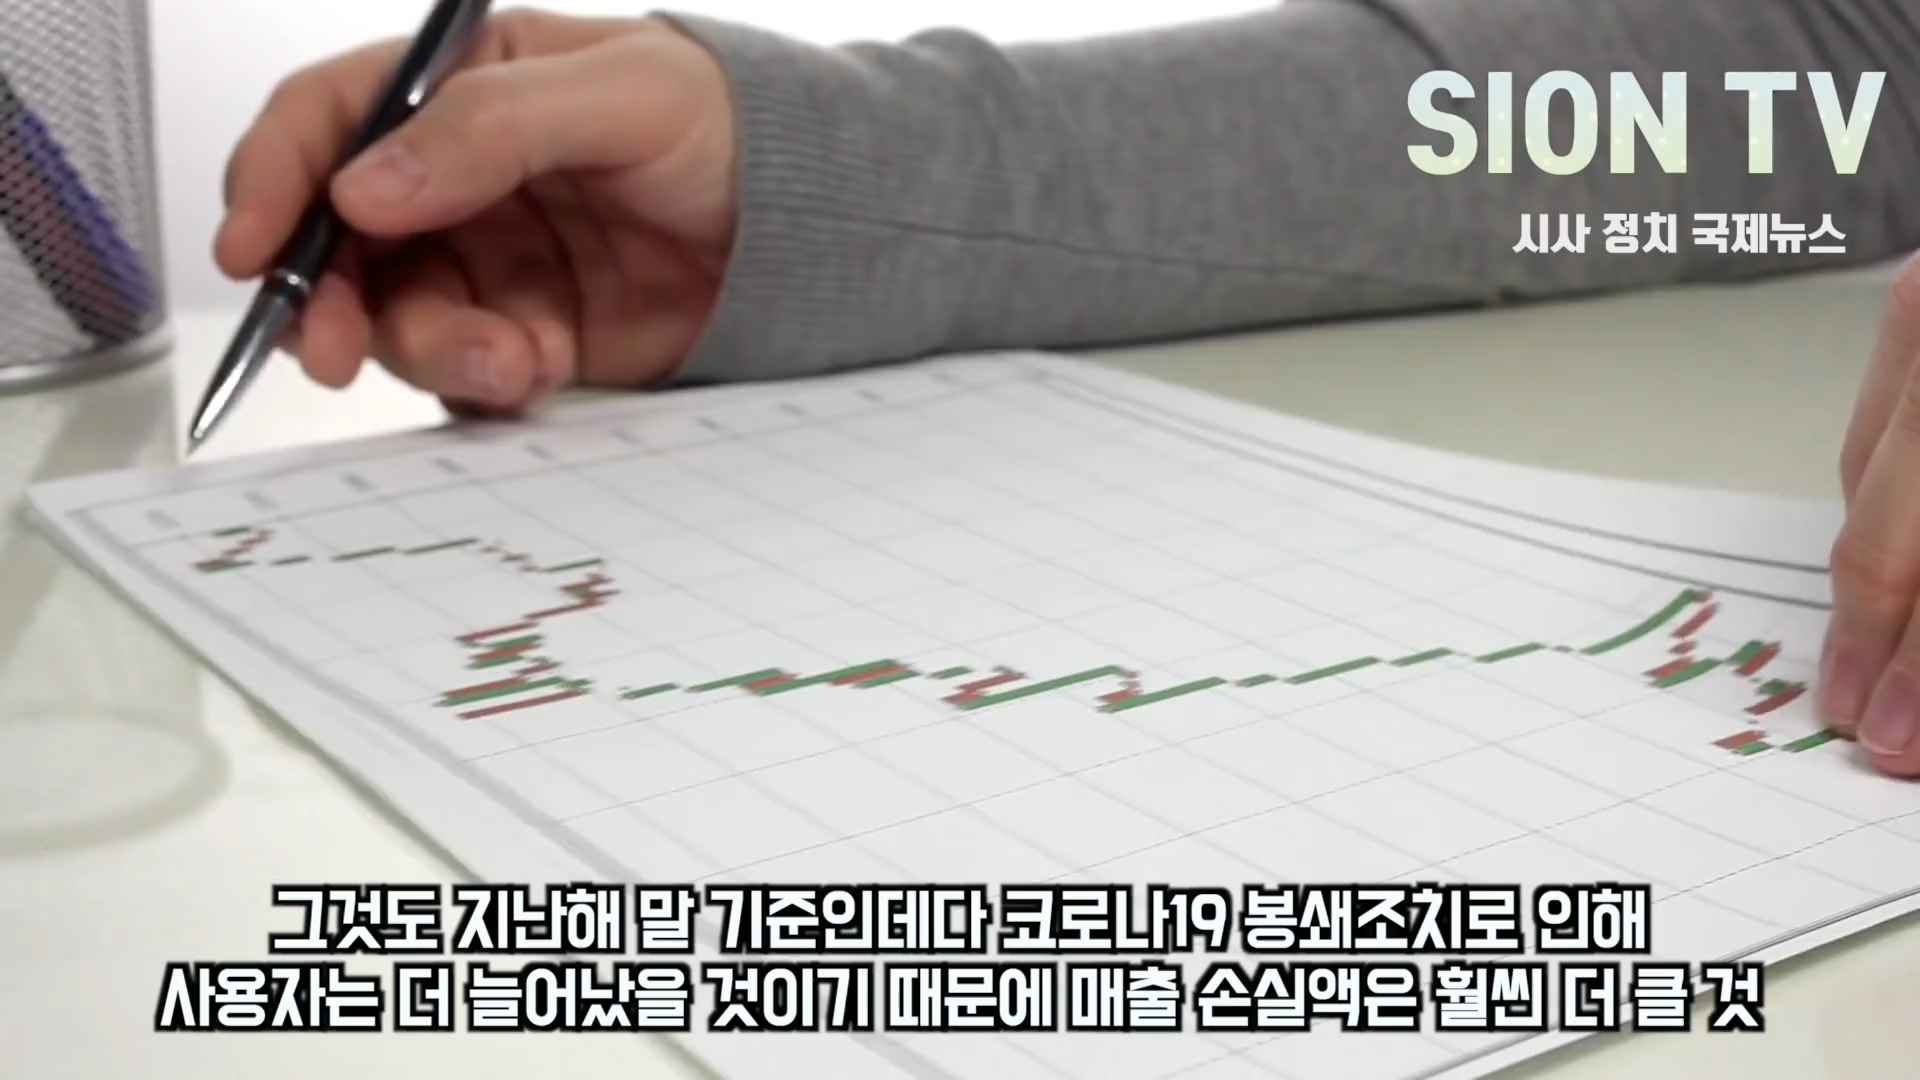 SION TV
시사 정치 국제뉴스
그것도 지난해 말 기준인데다 코로나19 봉쇄조치로 인해
사용자는 더 늘어났을 것이기 때문에 매출 손실액은 훨씬 더 클 것